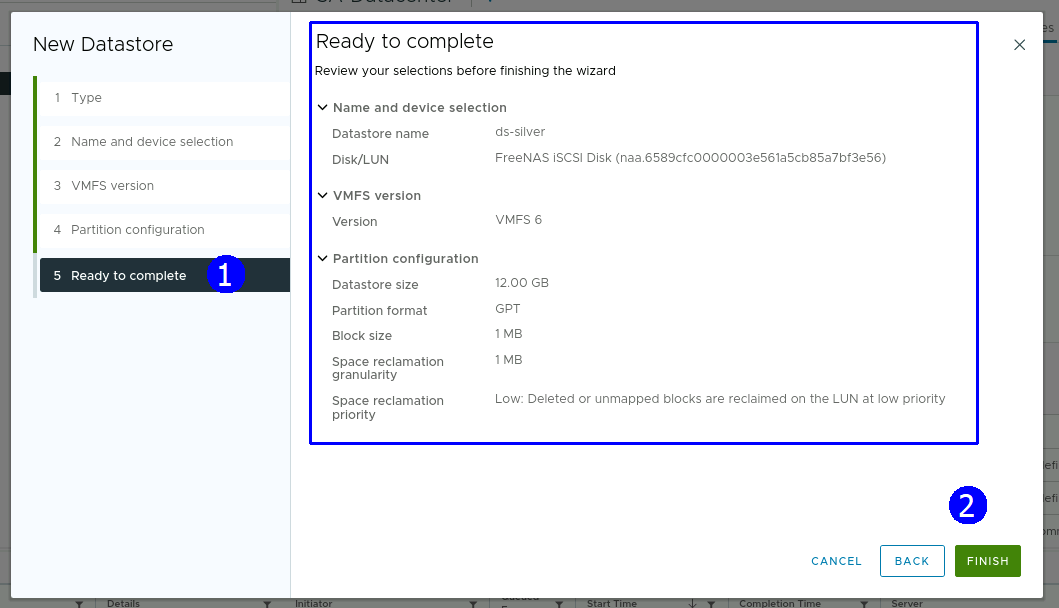 New Datastore
1 Type
2 Name and device selection
3 VMFS version
4 Partition configuration
5 Ready to complete
1
Ready to complete
Review your selections before finishing the wizard
Name and device selection
Datastore name ds-silver
Disk/LUN FreeNAS iSCSI Disk (naa.6589cfc0000003e561a5cb85a7bf3e56)
VMFS version
Version VMFS 6
Partition configuration
Datastore size 12.00 GB
Partition format GPT
Block size 1 MB
Space reclamation granularity 1 MB
Space reclamation priority Low: Deleted or unmapped blocks are reclaimed on the LUN at low priority
2
CANCEL BACK FINISH
Details Initiator Start Time Completion Time Server